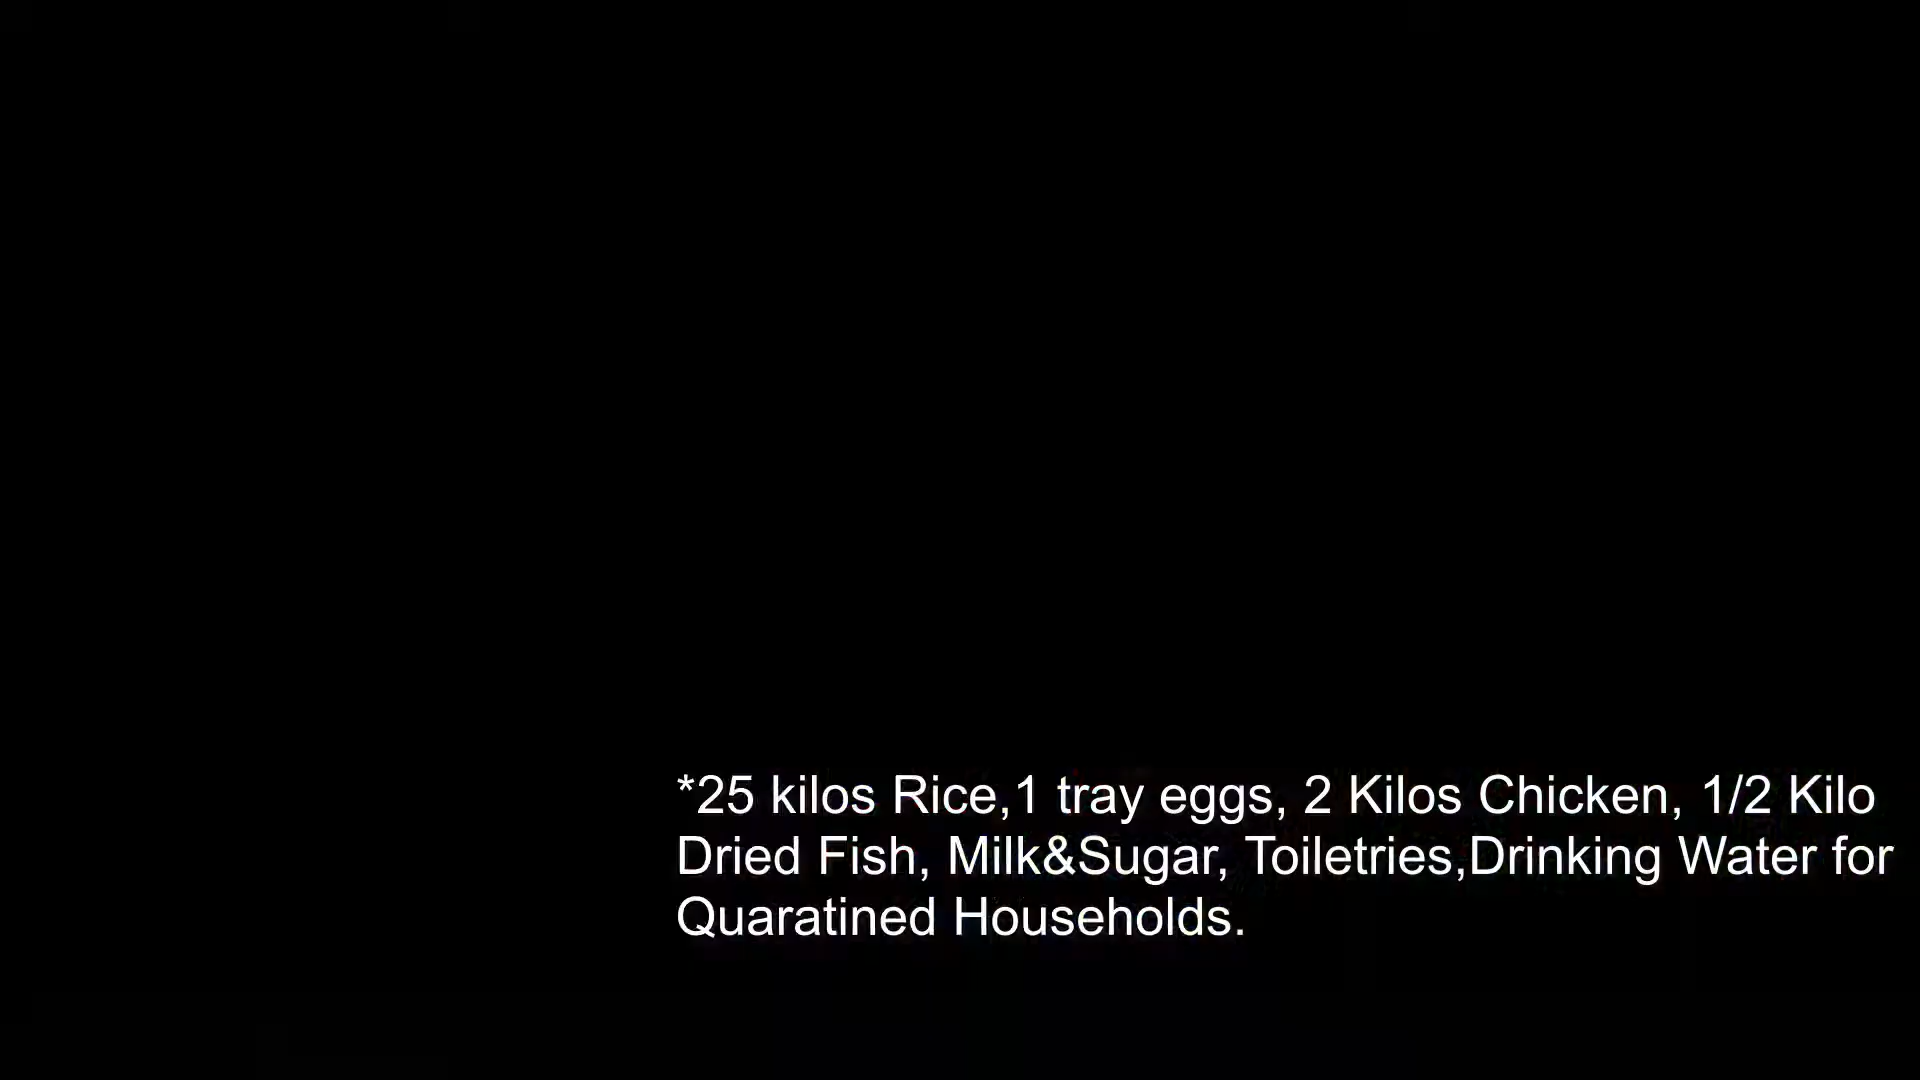 *25 kilos Rice,1 tray eggs, 2 Kilos Chicken, 1/2 Kilo
Dried Fish, Milk&Sugar, Toiletries,Drinking Water for
Quaratined Households.